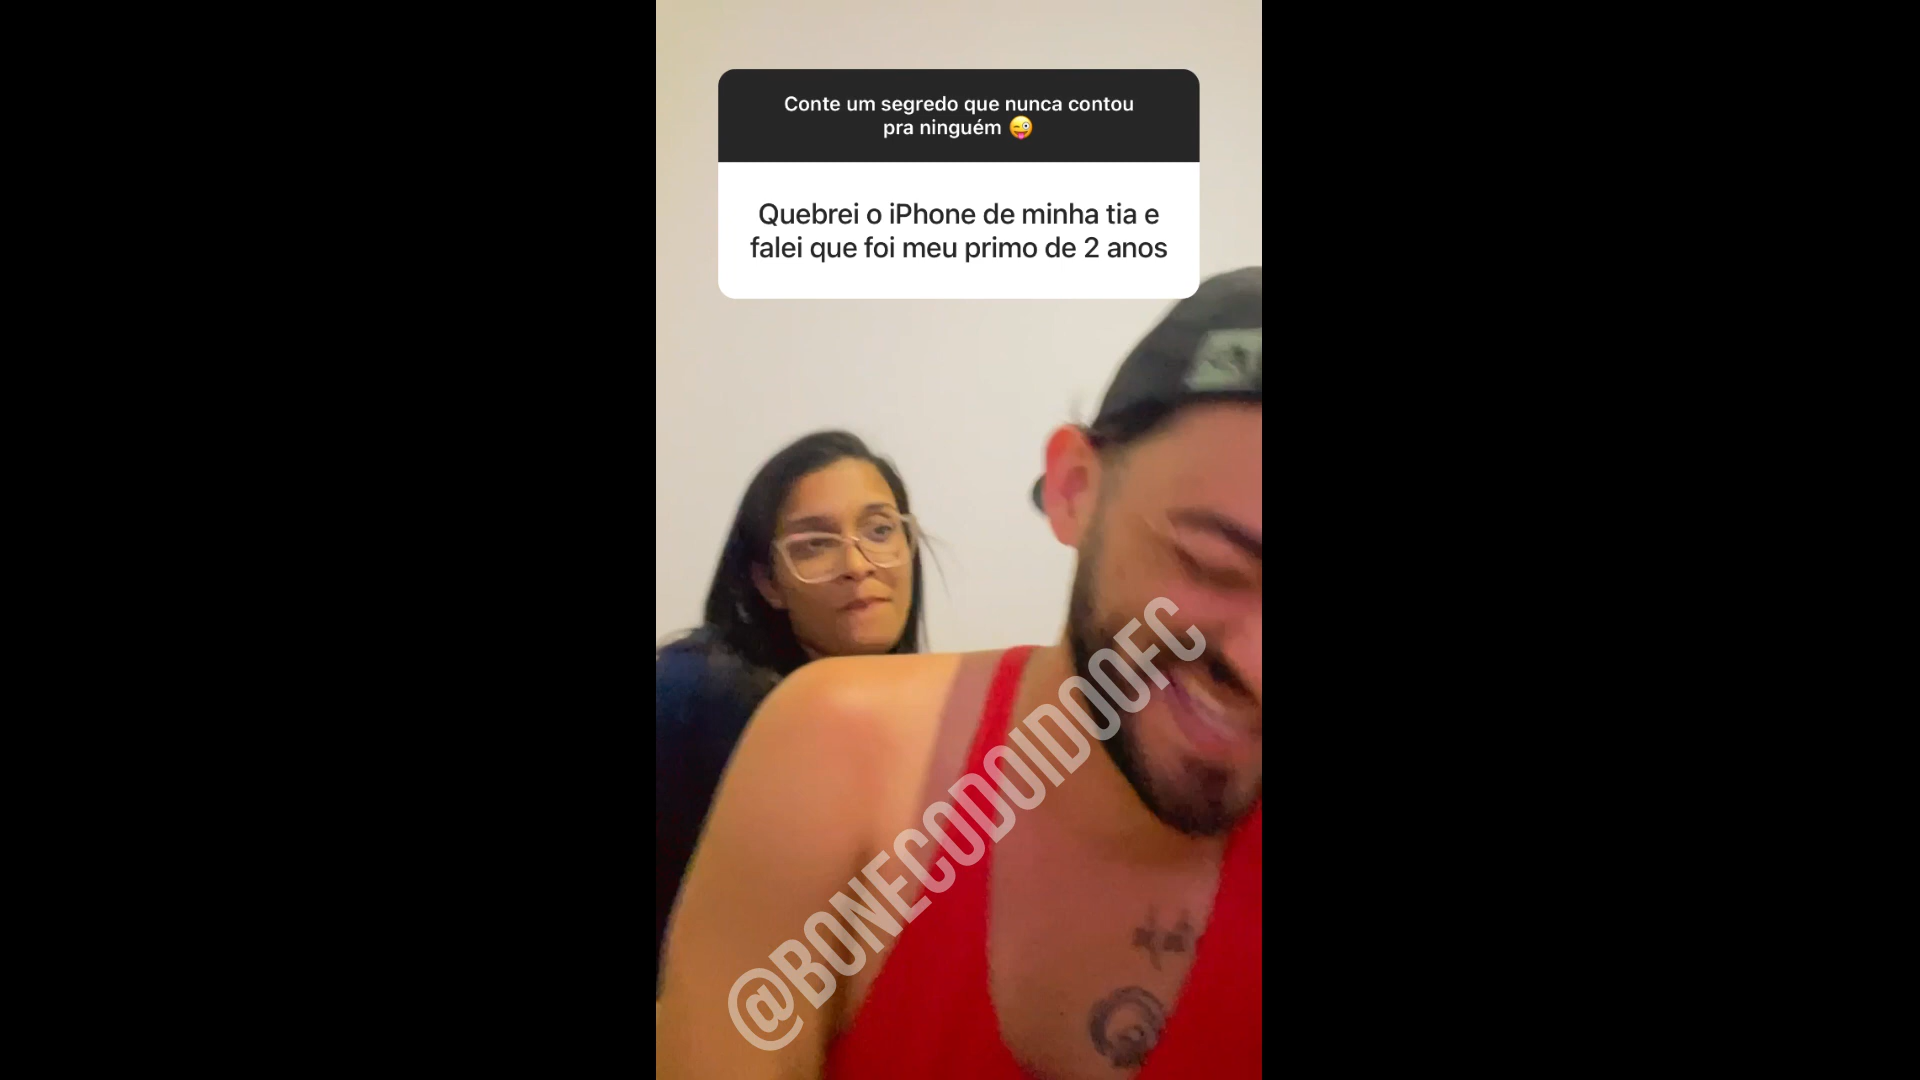 Conte um segredo que nunca contou
pra ninguém 😜
Quebrei o iPhone de minha tia e
falei que foi meu primo de 2 anos
@BONECODOIDOOFC